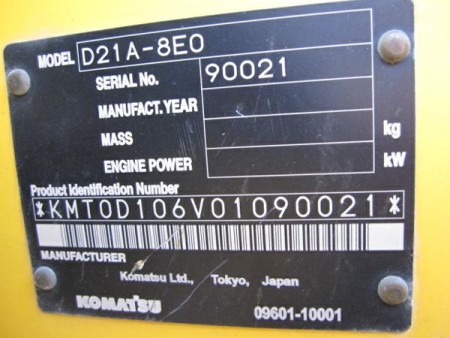 MODEL D21A-8E0
SERIAL No. 90021
MANUFACT.YEAR
MASS kg
ENGINE POWER kW
Product Identification Number
*KMT0D106V01090021*
MANUFACTURER
Komatsu Ltd., Tokyo, Japan
KOMATSU 09601-10001